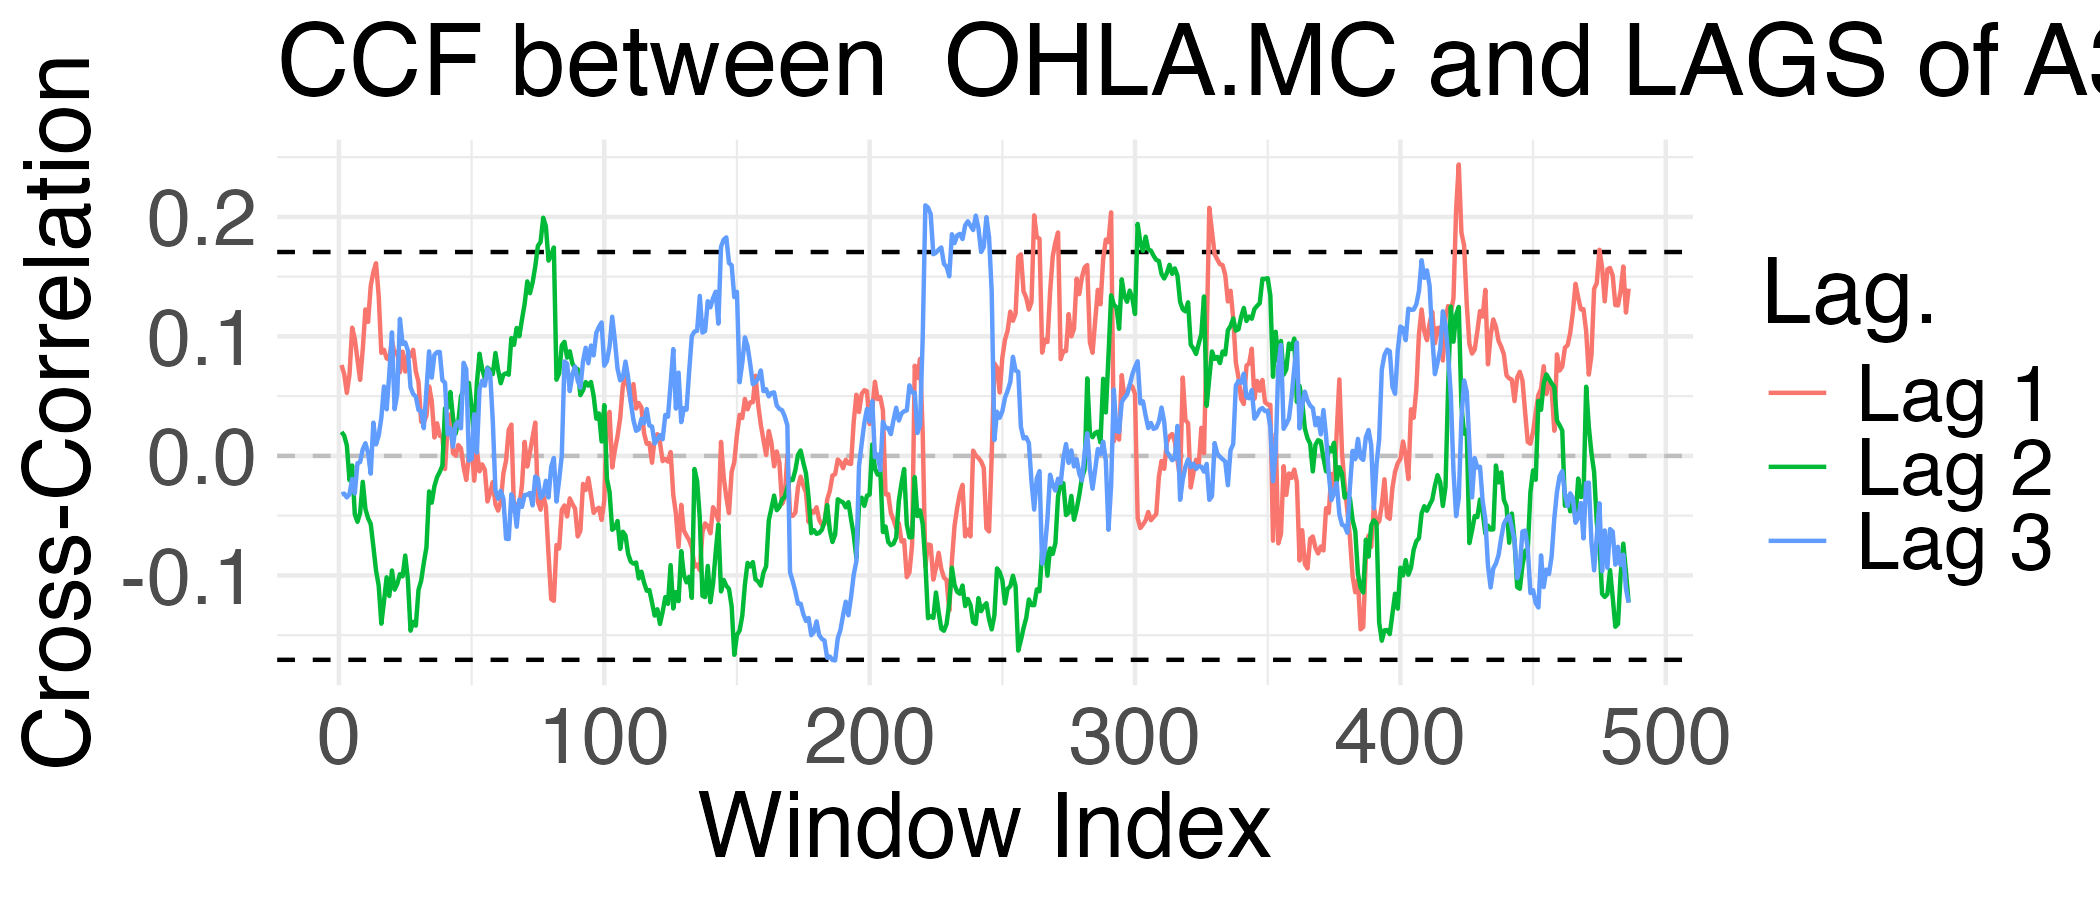 CCF between OHLA.MC and LAGS of A3
Cross-Correlation
0.2
0.1
0.0
-0.1
0 100 200 300 400 500
Window Index
Lag.
Lag 1
Lag 2
Lag 3